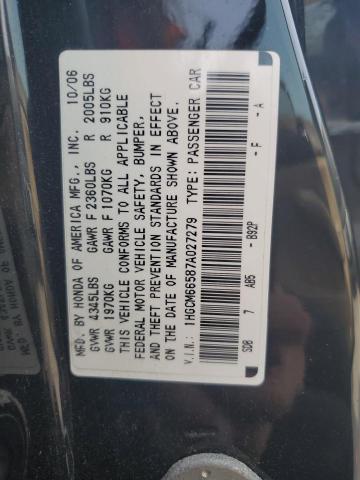 MFD. BY HONDA OF AMERICA MFG., INC. 10/06
GVWR 4345LBS GAWR F 2360LBS R 2005LBS
GVWR 1970KG GAWR F 1070KG R 910KG
THIS VEHICLE CONFORMS TO ALL APPLICABLE
FEDERAL MOTOR VEHICLE SAFETY, BUMPER,
AND THEFT PREVENTION STANDARDS IN EFFECT
ON THE DATE OF MANUFACTURE SHOWN ABOVE.
V.I.N.: 1HGCM66587A027279 TYPE: PASSENGER CAR
SDB 7 AB5 - B92P - F - A